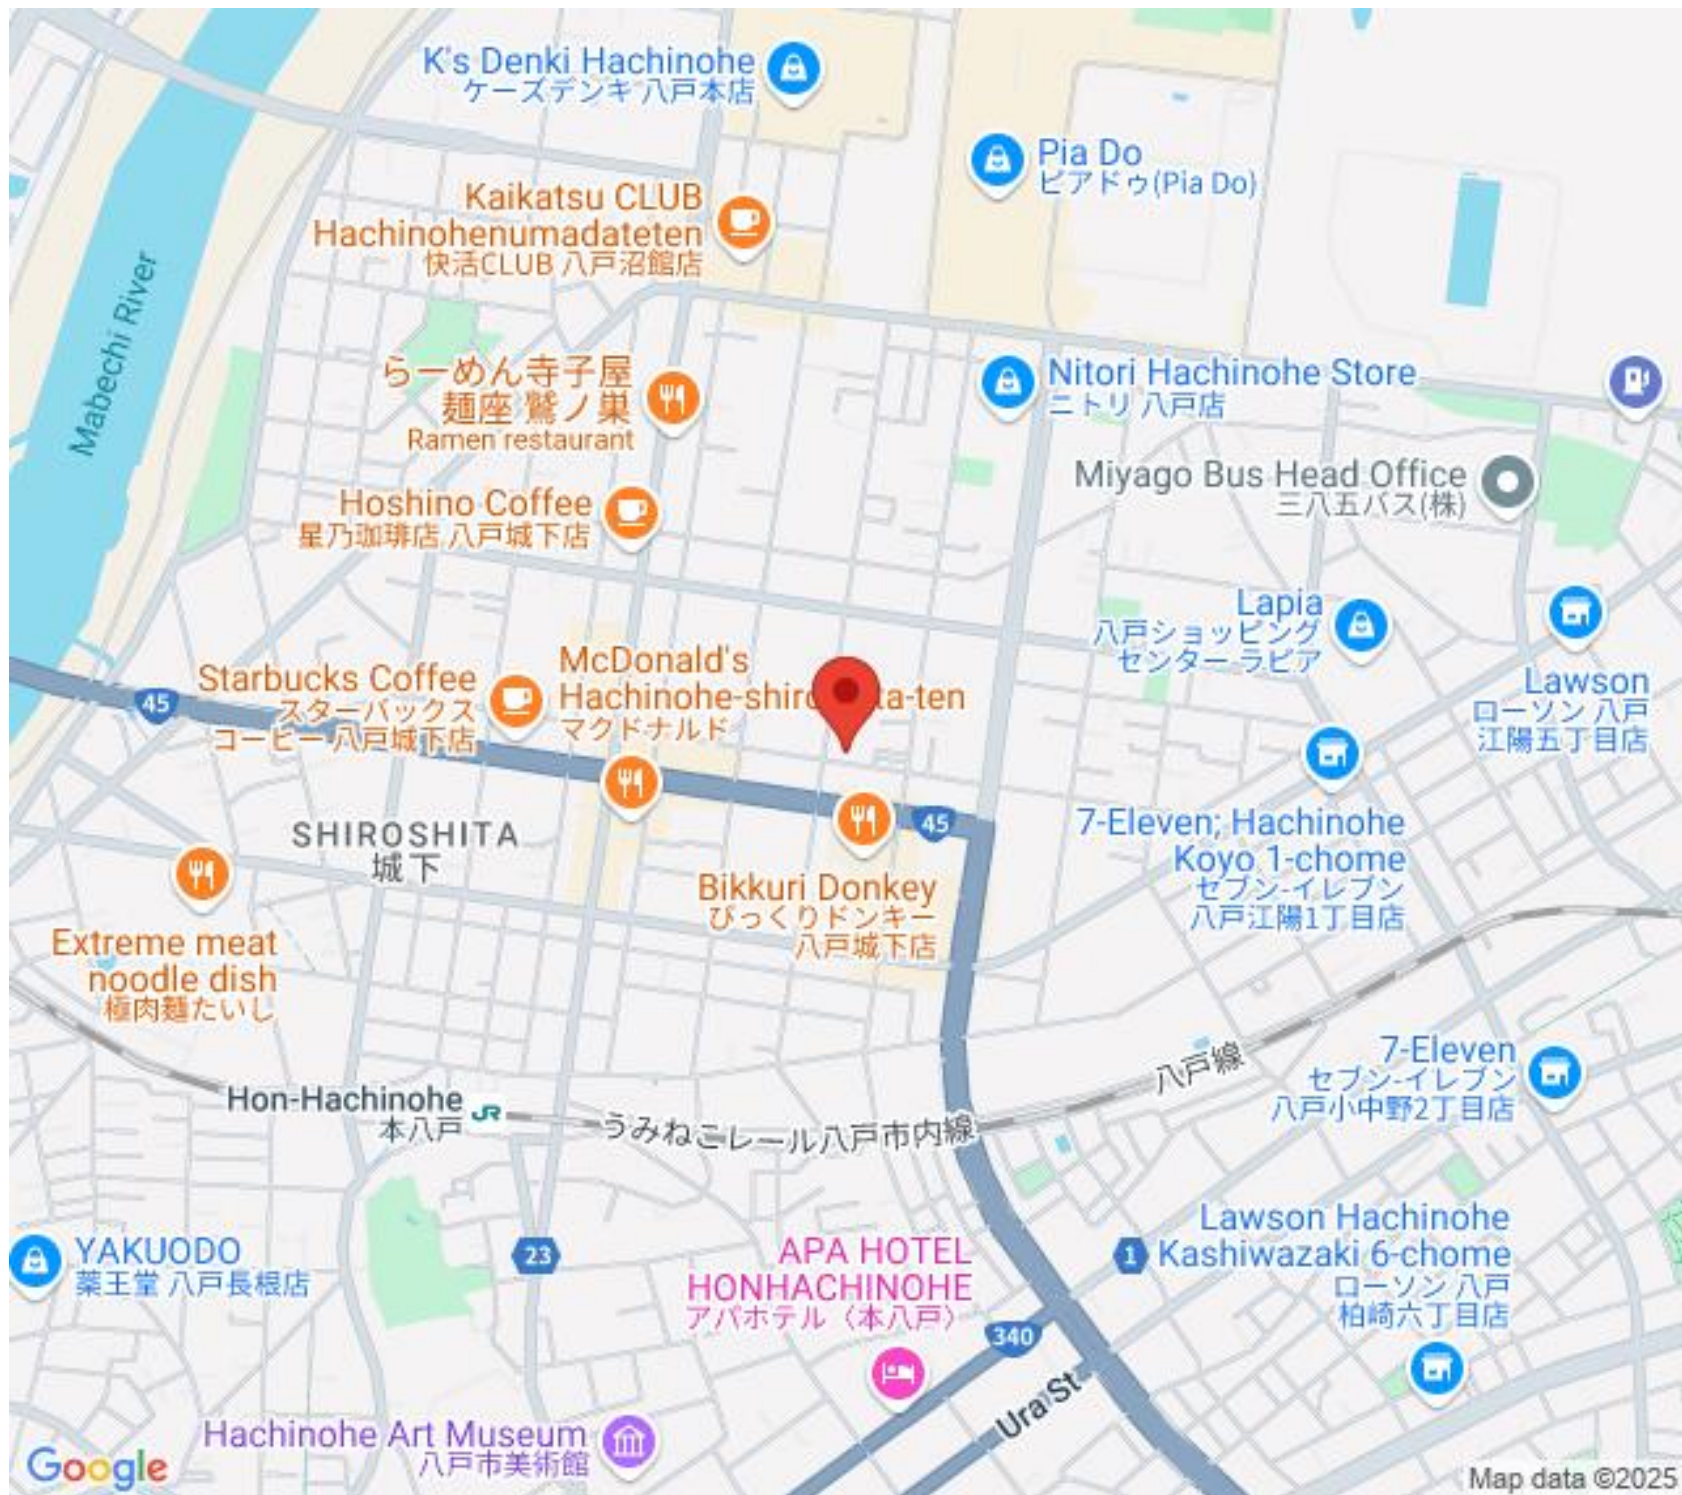 K's Denki Hachinohe
ケーズデンキ 八戸本店
Pia Do
ピアドゥ(Pia Do)
Kaikatsu CLUB
Hachinohenumadateten
快活CLUB 八戸沼館店
Mabechi River
らーめん寺子屋
麺座 鷲ノ巣
Ramen restaurant
Nitori Hachinohe Store
ニトリ 八戸店
Miyago Bus Head Office
三八五バス(株)
Hoshino Coffee
星乃珈琲店 八戸城下店
Lapia
八戸ショッピング
センター ラピア
Lawson
ローソン 八戸
江陽五丁目店
45
Starbucks Coffee
スターバックス
コーヒー 八戸城下店
McDonald's
Hachinohe-shiro ta-ten
マクドナルド
45
SHIROSHITA
城下
7-Eleven; Hachinohe
Koyo 1-chome
セブン-イレブン
八戸江陽1丁目店
Bikkuri Donkey
びっくりドンキー
八戸城下店
Extreme meat
noodle dish
極肉麺たいし
7-Eleven
セブン-イレブン
八戸小中野2丁目店
八戸線
Hon-Hachinohe
本八戸
JR
うみねこレール八戸市内線
YAKUODO
薬王堂 八戸長根店
23
APA HOTEL
HONHACHINOHE
アパホテル〈本八戸〉
1
Lawson Hachinohe
Kashiwazaki 6-chome
ローソン 八戸
柏崎六丁目店
340
Ura St
Hachinohe Art Museum
八戸市美術館
Google
Map data ©2025